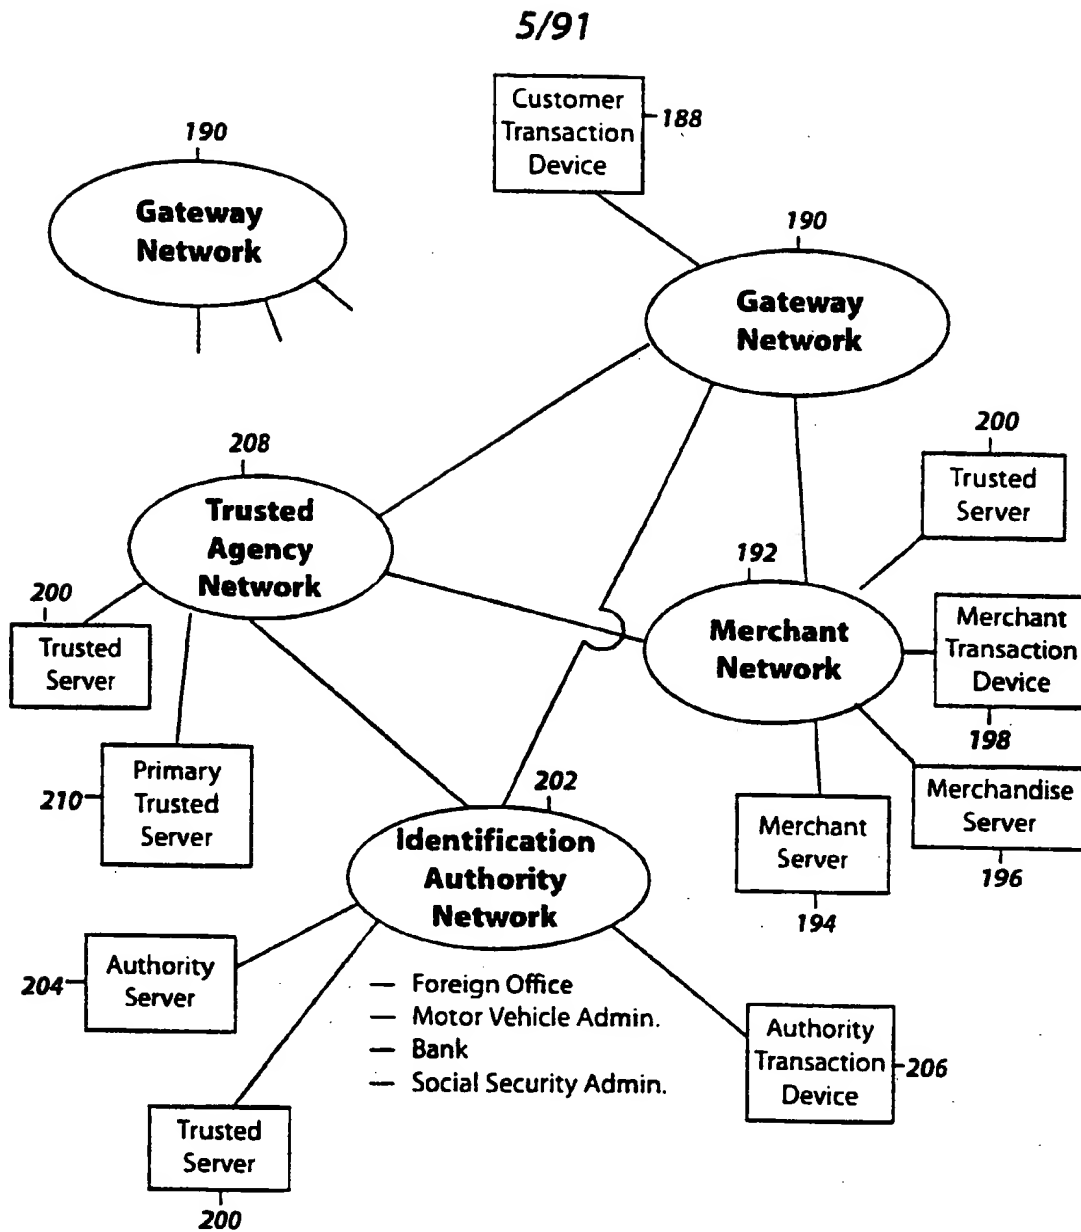 5/91
Customer
Transaction
Device
188
190
Gateway
Network
190
Gateway
Network
208
Trusted
Agency
Network
200
Trusted
Server
192
Merchant
Network
200
Trusted
Server
Merchant
Transaction
Device
198
210
Primary
Trusted
Server
202
Identification
Authority
Network
Merchant
Server
194
Merchandise
Server
196
204
Authority
Server
— Foreign Office
— Motor Vehicle Admin.
— Bank
— Social Security Admin.
Authority
Transaction
Device
206
Trusted
Server
200